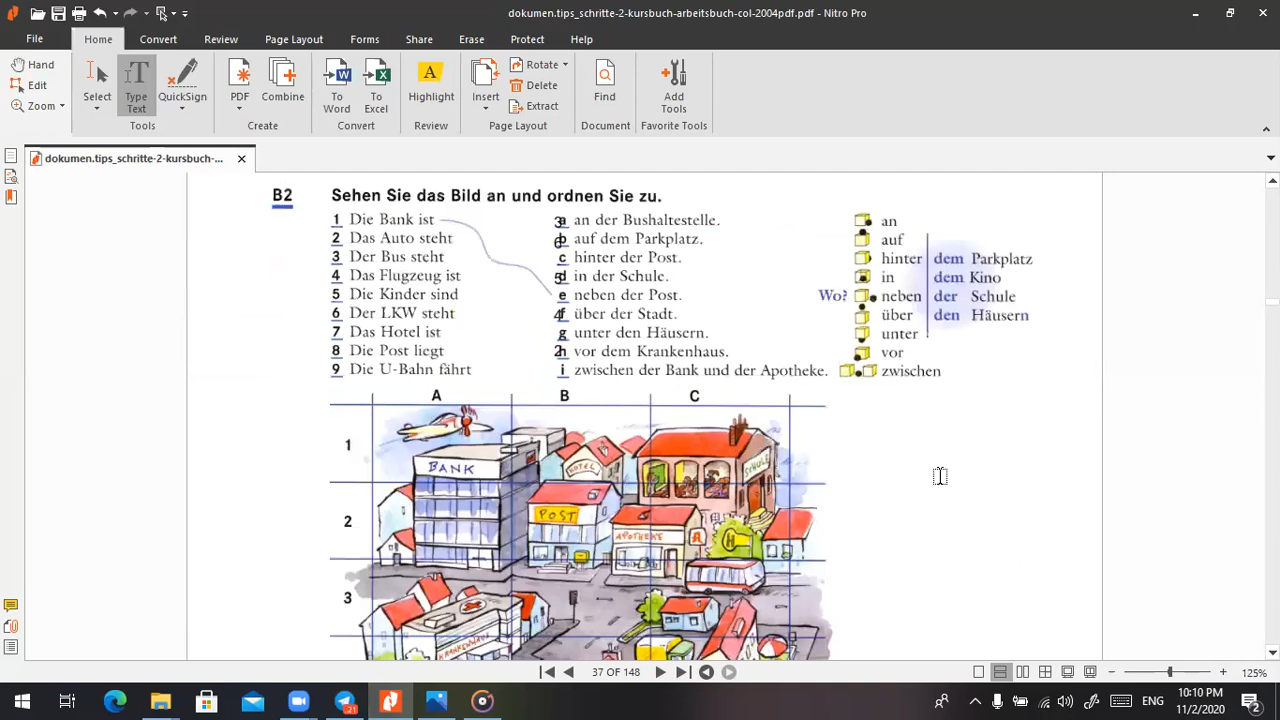 dokumen.tips_schritte-2-kursbuch-arbeitsbuch-col-2004pdf.pdf - Nitro Pro
File Home Convert Review Page Layout Forms Share Erase Protect Help
Hand
Edit
Zoom
Select
Type Text
QuickSign
Tools
PDF
Combine
Create
To Word
To Excel
Convert
Highlight
Review
Insert
Rotate
Delete
Extract
Page Layout
Find
Document
Add Tools
Favorite Tools
dokumen.tips_schritte-2-kursbuch-...
B2 Sehen Sie das Bild an und ordnen Sie zu.
1 Die Bank ist
2 Das Auto steht
3 Der Bus steht
4 Das Flugzeug ist
5 Die Kinder sind
6 Der LKW steht
7 Das Hotel ist
8 Die Post liegt
9 Die U-Bahn fährt
3 a an der Bushaltestelle.
6 b auf dem Parkplatz.
c hinter der Post.
5 d in der Schule.
e neben der Post.
4 f über der Stadt.
g unter den Häusern.
2 h vor dem Krankenhaus.
i zwischen der Bank und der Apotheke.
Wo?
an
auf
hinter
in
neben
über
unter
vor
zwischen
dem Parkplatz
dem Kino
der Schule
den Häusern
A B C
1
2
3
BANK
HOTEL
SCHULE
POST
APOTHEKE
A
H
KRANKENHAUS
37 OF 148
125%
21
ENG
10:10 PM
11/2/2020
2